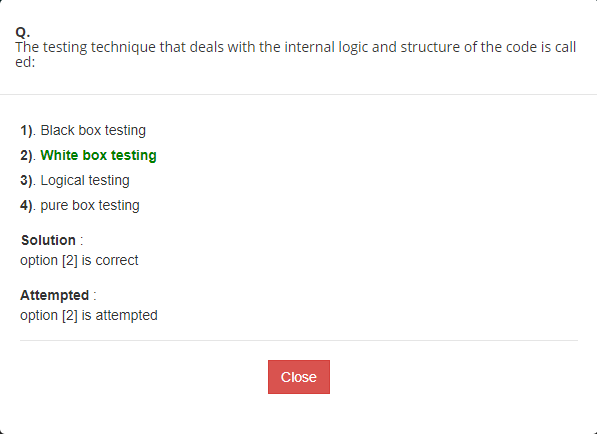 Q.
The testing technique that deals with the internal logic and structure of the code is call
ed:
1). Black box testing
2). White box testing
3). Logical testing
4). pure box testing
Solution :
option [2] is correct
Attempted :
option [2] is attempted
Close